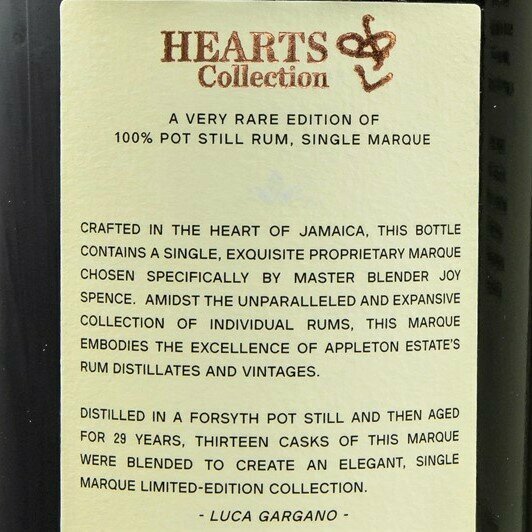 HEARTS
Collection
A VERY RARE EDITION OF
100% POT STILL RUM, SINGLE MARQUE
CRAFTED IN THE HEART OF JAMAICA, THIS BOTTLE
CONTAINS A SINGLE, EXQUISITE PROPRIETARY MARQUE
CHOSEN SPECIFICALLY BY MASTER BLENDER JOY
SPENCE. AMIDST THE UNPARALLELED AND EXPANSIVE
COLLECTION OF INDIVIDUAL RUMS, THIS MARQUE
EMBODIES THE EXCELLENCE OF APPLETON ESTATE'S
RUM DISTILLATES AND VINTAGES.
DISTILLED IN A FORSYTH POT STILL AND THEN AGED
FOR 29 YEARS, THIRTEEN CASKS OF THIS MARQUE
WERE BLENDED TO CREATE AN ELEGANT, SINGLE
MARQUE LIMITED-EDITION COLLECTION.
- LUCA GARGANO -